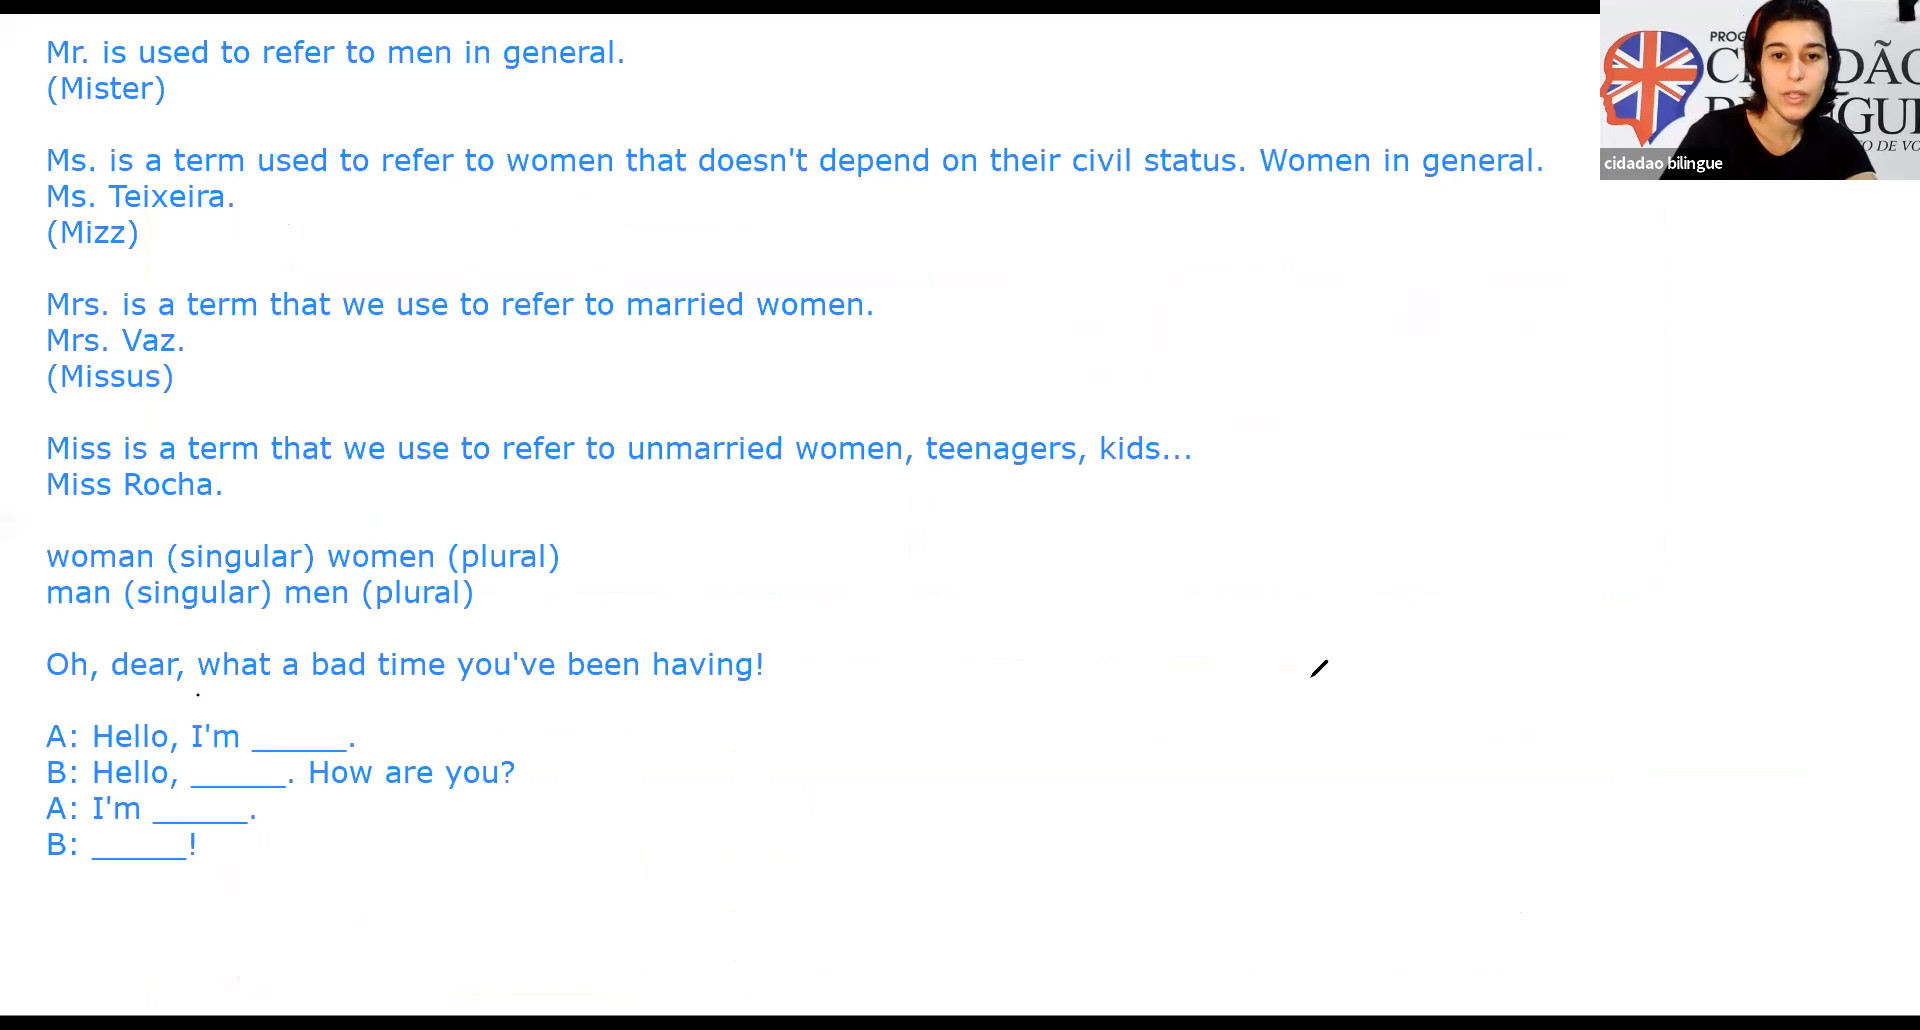 Mr. is used to refer to men in general.
(Mister)
Ms. is a term used to refer to women that doesn't depend on their civil status. Women in general.
Ms. Teixeira.
(Mizz)
Mrs. is a term that we use to refer to married women.
Mrs. Vaz.
(Missus)
Miss is a term that we use to refer to unmarried women, teenagers, kids...
Miss Rocha.
woman (singular) women (plural)
man (singular) men (plural)
Oh, dear, what a bad time you've been having!
A: Hello, I'm ______.
B: Hello, ______. How are you?
A: I'm ______.
B: ______!
cidadao bilingue